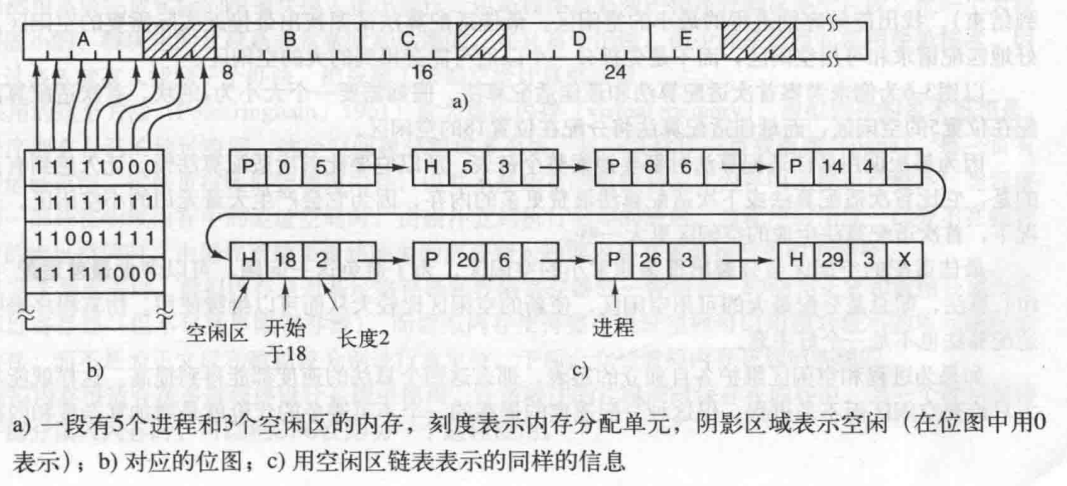 A B C D E
8 16 24
a)
11111000
11111111
11001111
11111000
b)
P 0 5 H 5 3 P 8 6 P 14 4
H 18 2 P 20 6 P 26 3 H 29 3 X
空闲区 开始于18 长度2 进程
c)
a) 一段有5个进程和3个空闲区的内存，刻度表示内存分配单元，阴影区域表示空闲（在位图中用0
表示）；b) 对应的位图；c) 用空闲区链表表示的同样的信息